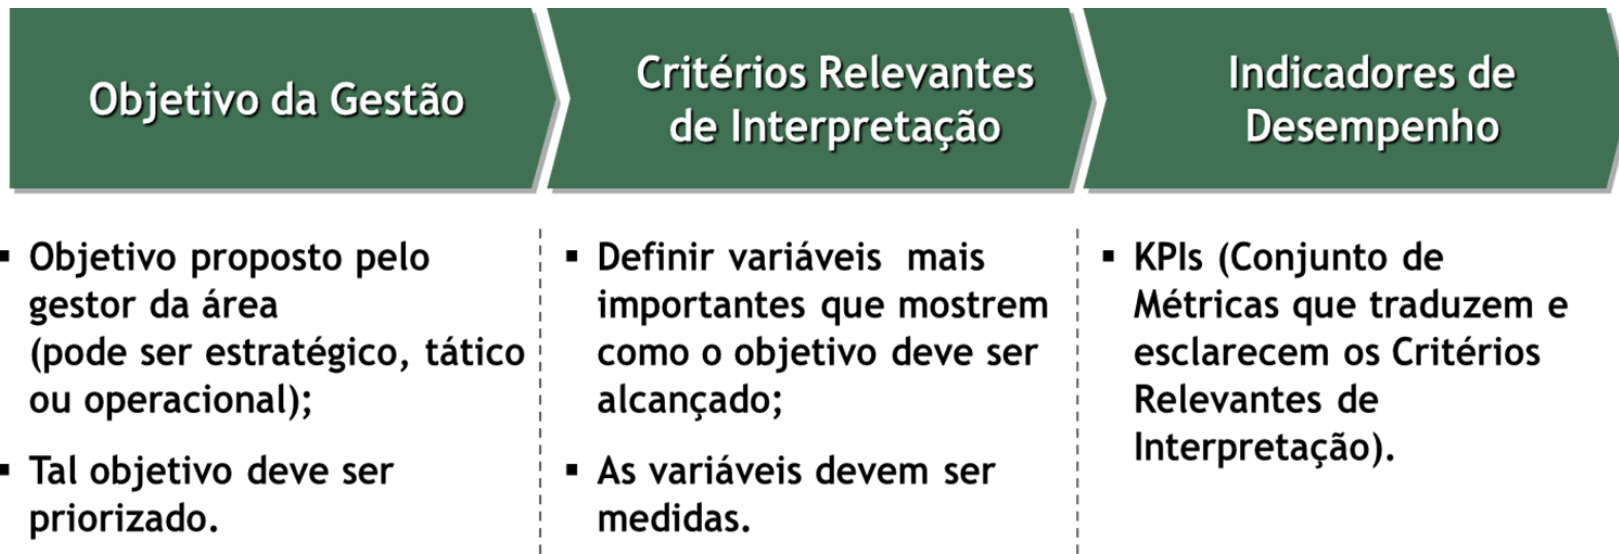 Objetivo da Gestão
Critérios Relevantes
de Interpretação
Indicadores de
Desempenho
▪ Objetivo proposto pelo
gestor da área
(pode ser estratégico, tático
ou operacional);
▪ Tal objetivo deve ser
priorizado.
▪ Definir variáveis  mais
importantes que mostrem
como o objetivo deve ser
alcançado;
▪ As variáveis devem ser
medidas.
▪ KPIs (Conjunto de
Métricas que traduzem e
esclarecem os Critérios
Relevantes de
Interpretação).